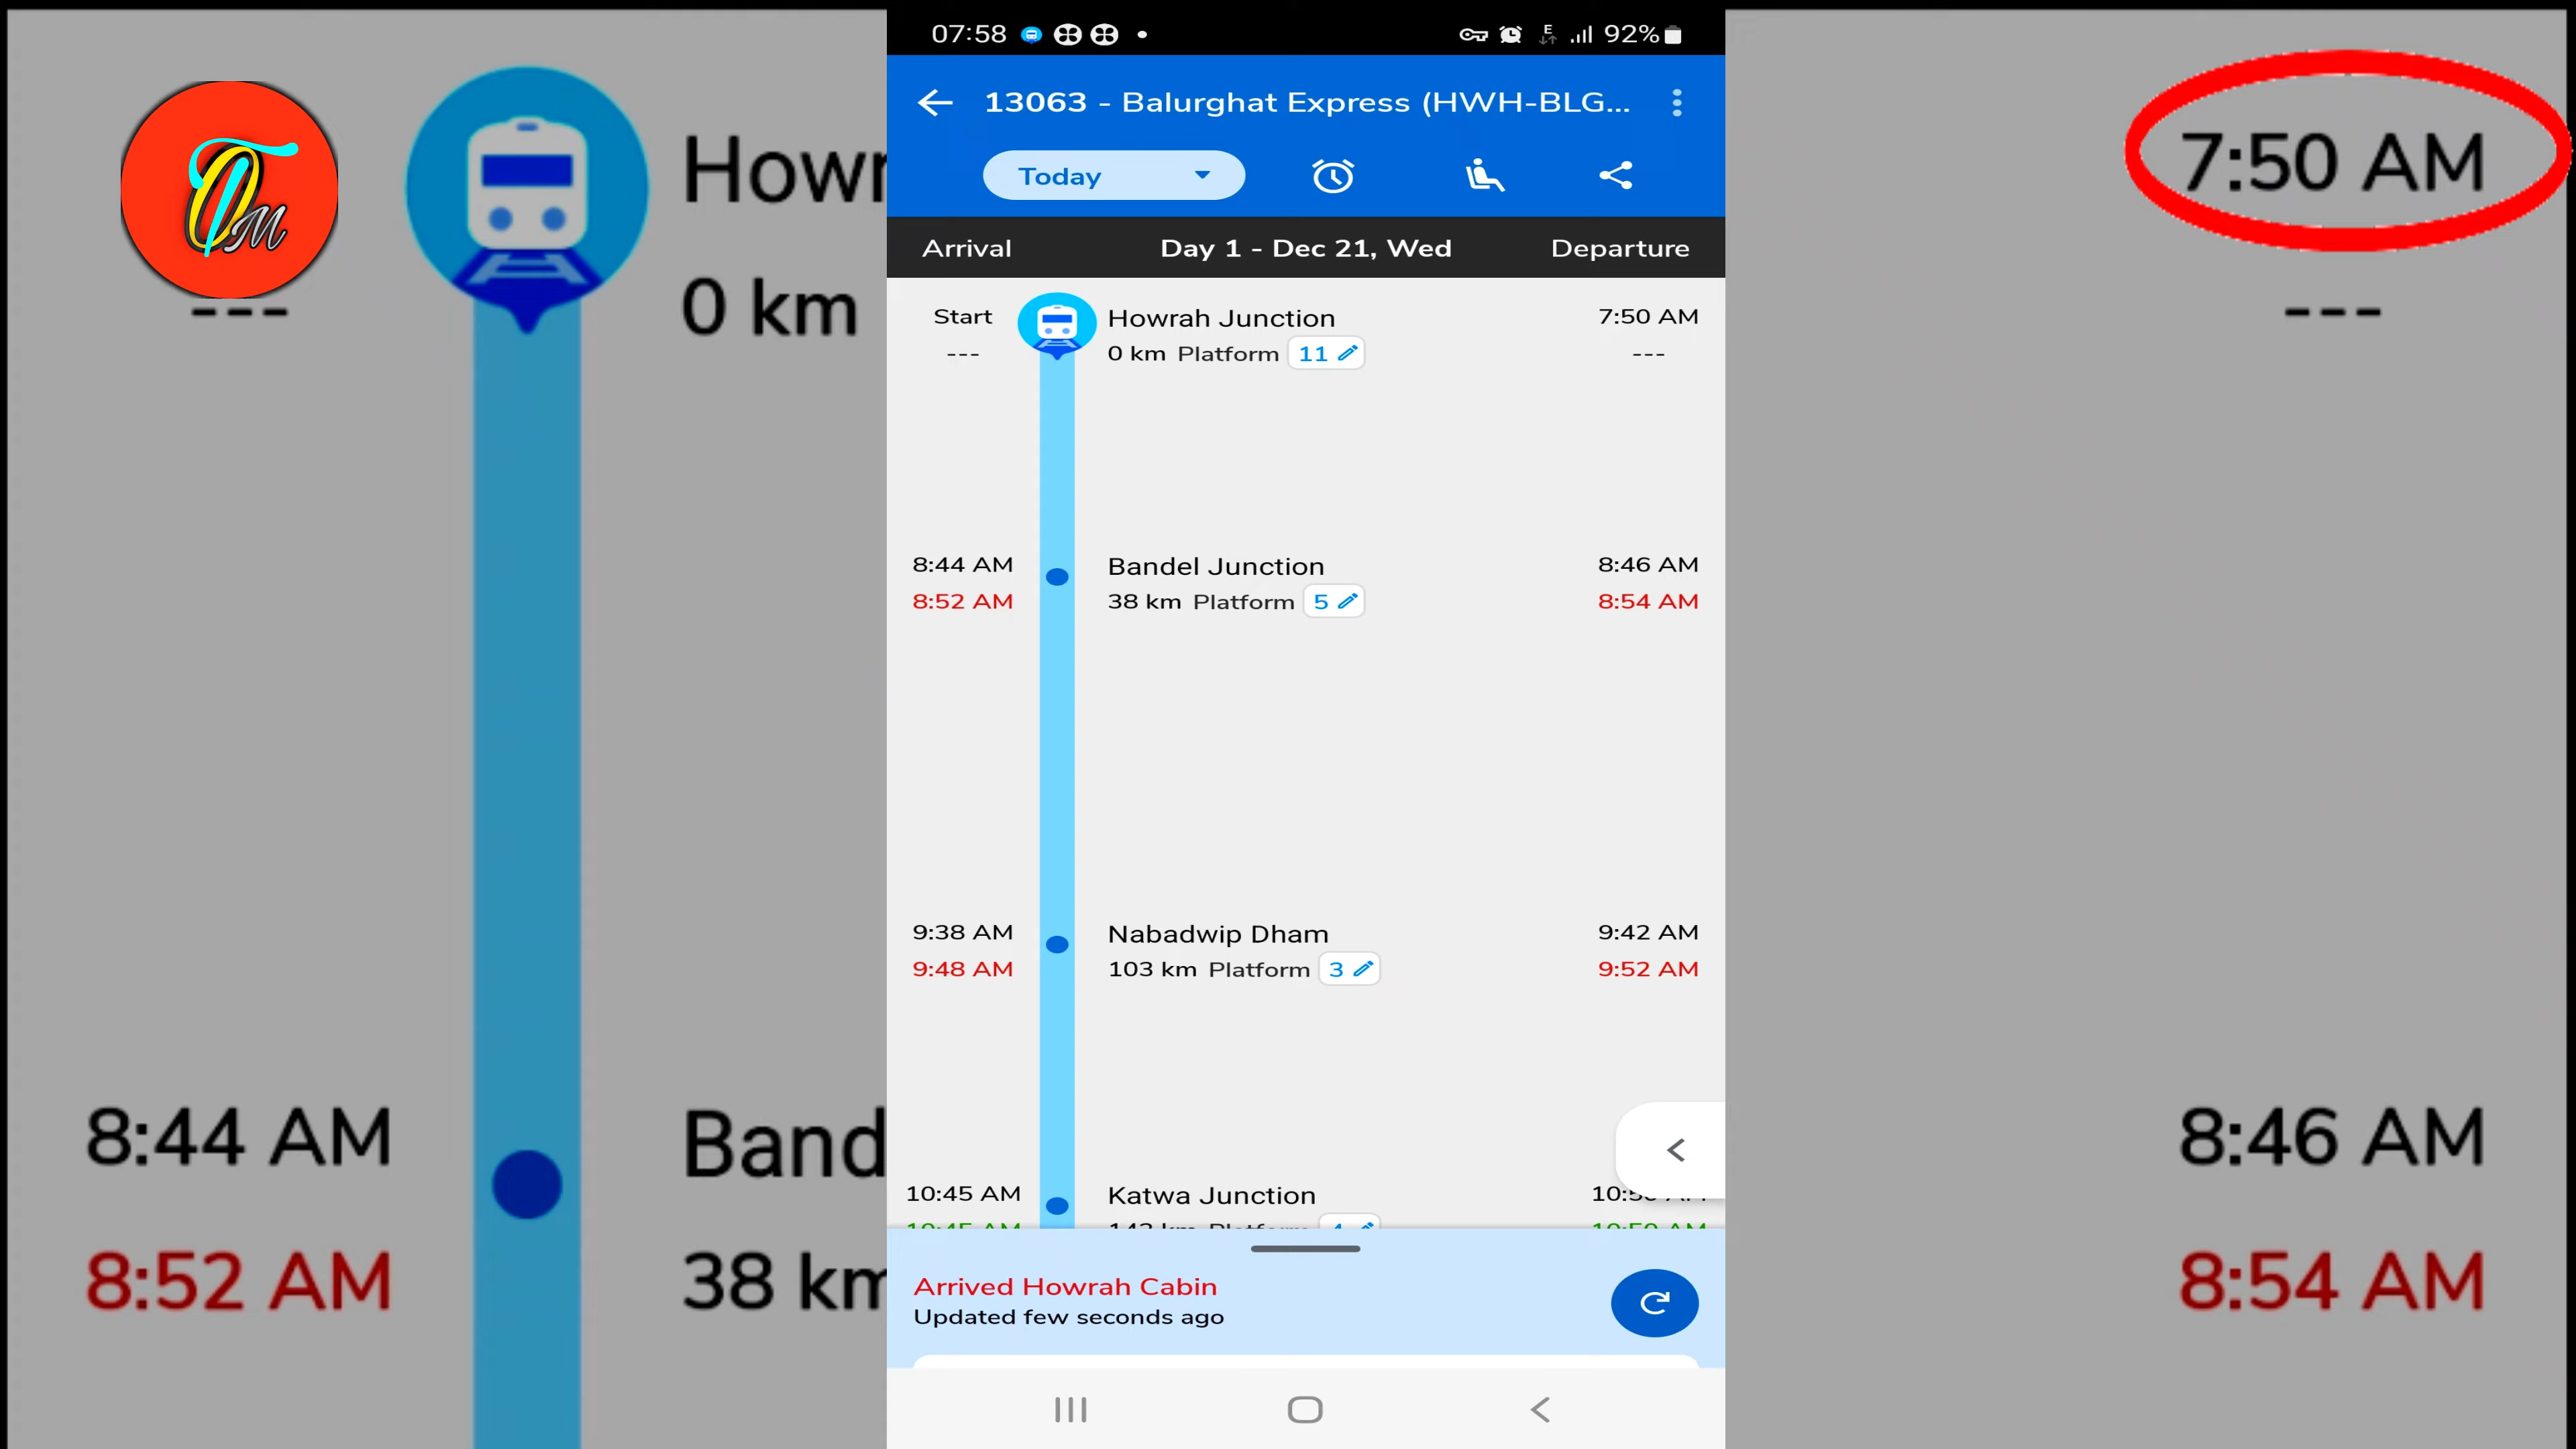 07:58
92%
13063 - Balurghat Express (HWH-BLG...
Today
Arrival Day 1 - Dec 21, Wed Departure
Start Howrah Junction 7:50 AM
--- 0 km Platform 11 ---
8:44 AM Bandel Junction 8:46 AM
8:52 AM 38 km Platform 5 8:54 AM
9:38 AM Nabadwip Dham 9:42 AM
9:48 AM 103 km Platform 3 9:52 AM
10:45 AM Katwa Junction
Arrived Howrah Cabin
Updated few seconds ago
TM
Howr
7:50 AM
--- 0 km ---
8:44 AM Band 8:46 AM
8:52 AM 38 km 8:54 AM